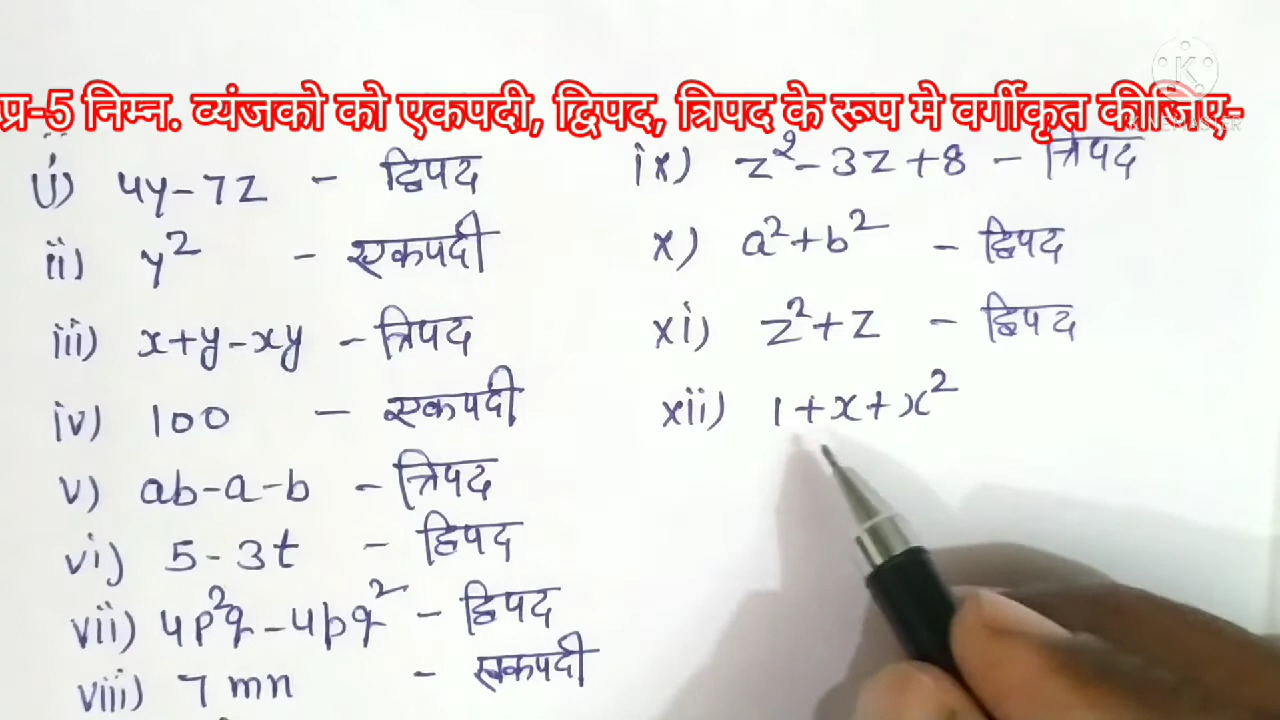 प्र-5 निम्न. व्यंजको को एकपदी, द्विपद, त्रिपद के रूप मे वर्गीकृत कीजिए-
i) 4y-7z - द्विपद
ii) y² - एकपदी
iii) x+y-xy - त्रिपद
iv) 100 - एकपदी
v) ab-a-b - त्रिपद
vi) 5-3t - द्विपद
vii) 4p²q-4pq² - द्विपद
viii) 7mn - एकपदी
ix) z²-3z+8 - त्रिपद
x) a²+b² - द्विपद
xi) z²+z - द्विपद
xii) 1+x+x²
K
KINEMASTER